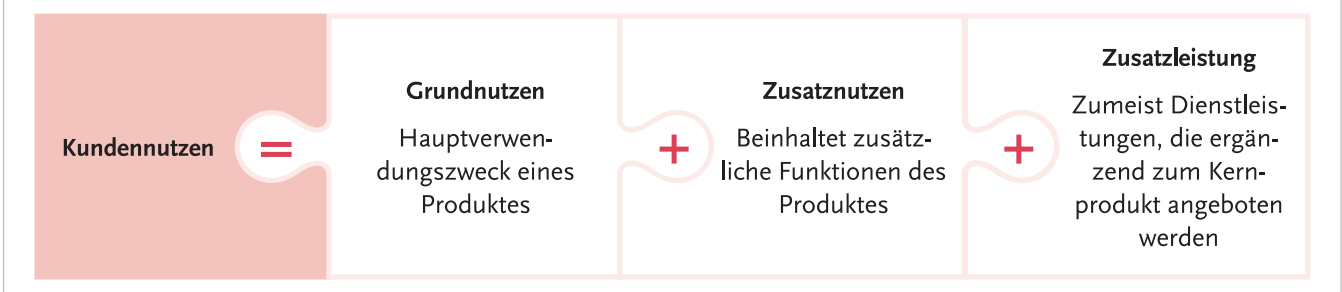 Kundennutzen
=
Grundnutzen
Hauptverwen-
dungszweck eines
Produktes
+
Zusatznutzen
Beinhaltet zusätz-
liche Funktionen des
Produktes
+
Zusatzleistung
Zumeist Dienstleis-
tungen, die ergän-
zend zum Kern-
produkt angeboten
werden